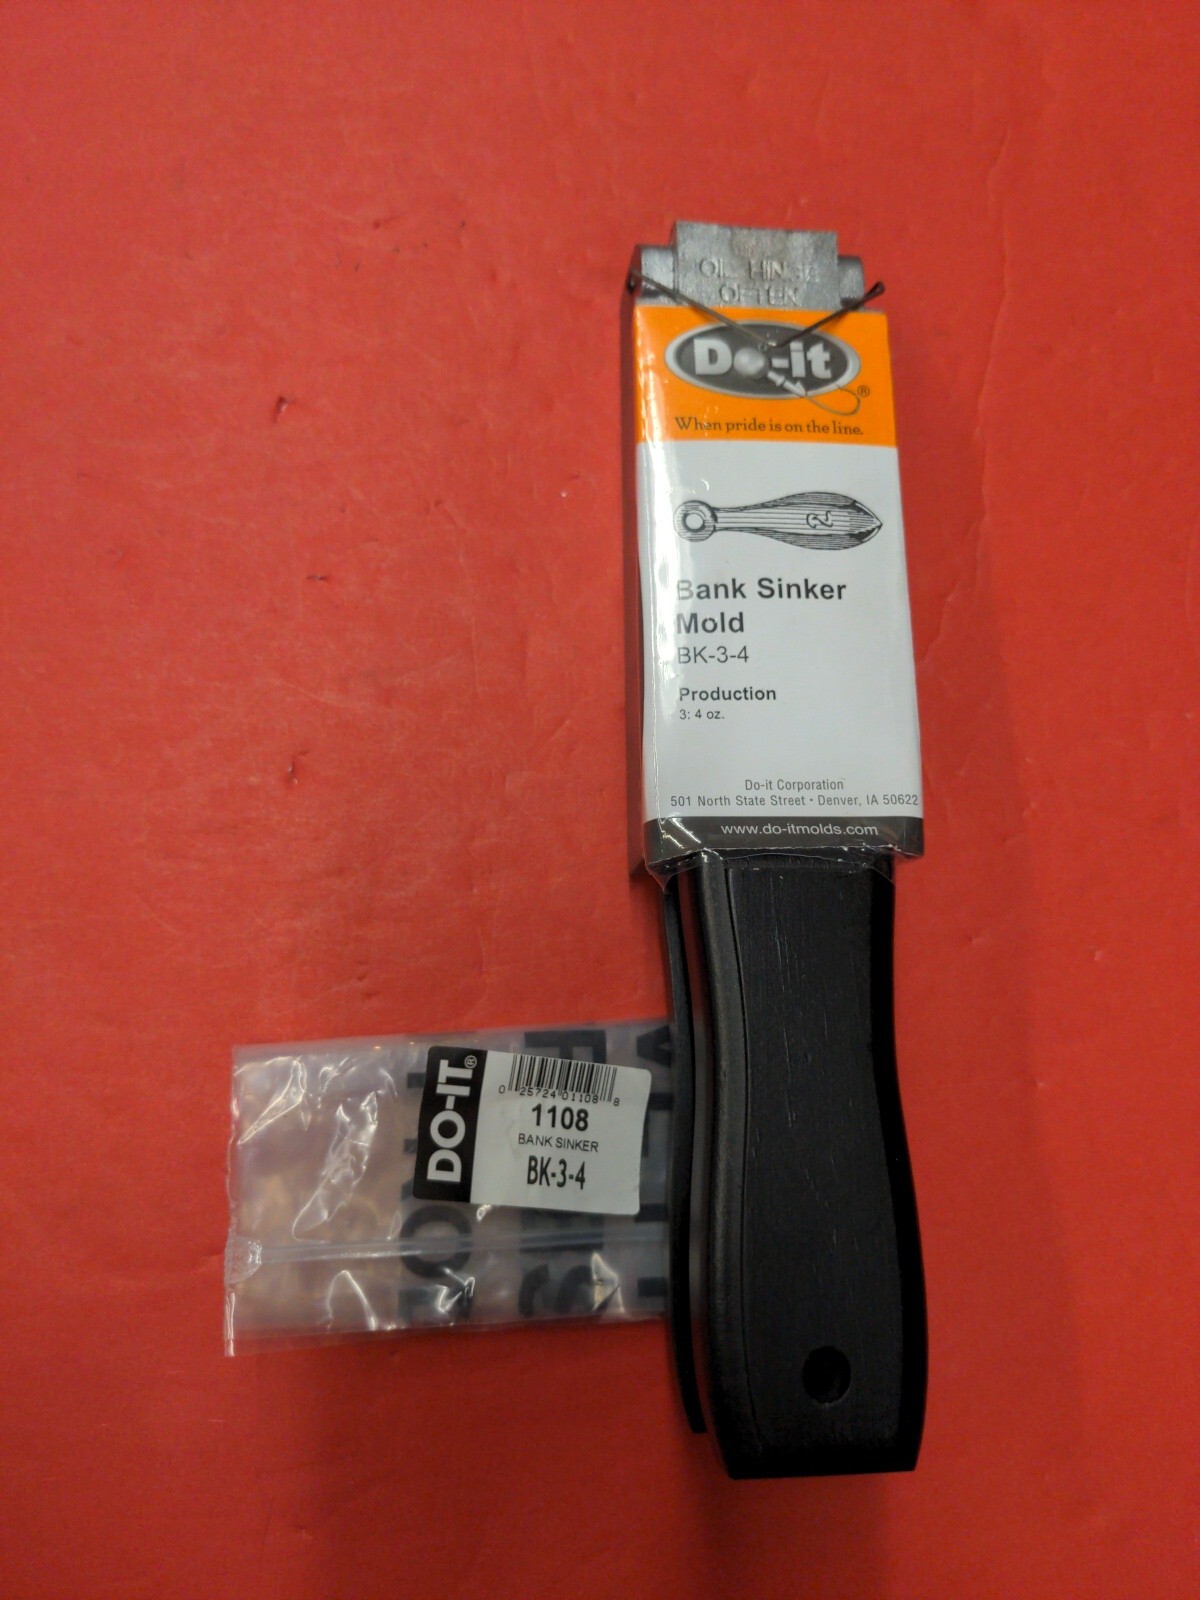 OIL HINGE
OFTEN
Do-it®
When pride is on the line.
2
Bank Sinker
Mold
BK-3-4
Production
3: 4 oz.
Do-it Corporation
501 North State Street • Denver, IA 50622
www.do-itmolds.com
DO-IT®
0 25724 01108 8
1108
BANK SINKER
BK-3-4